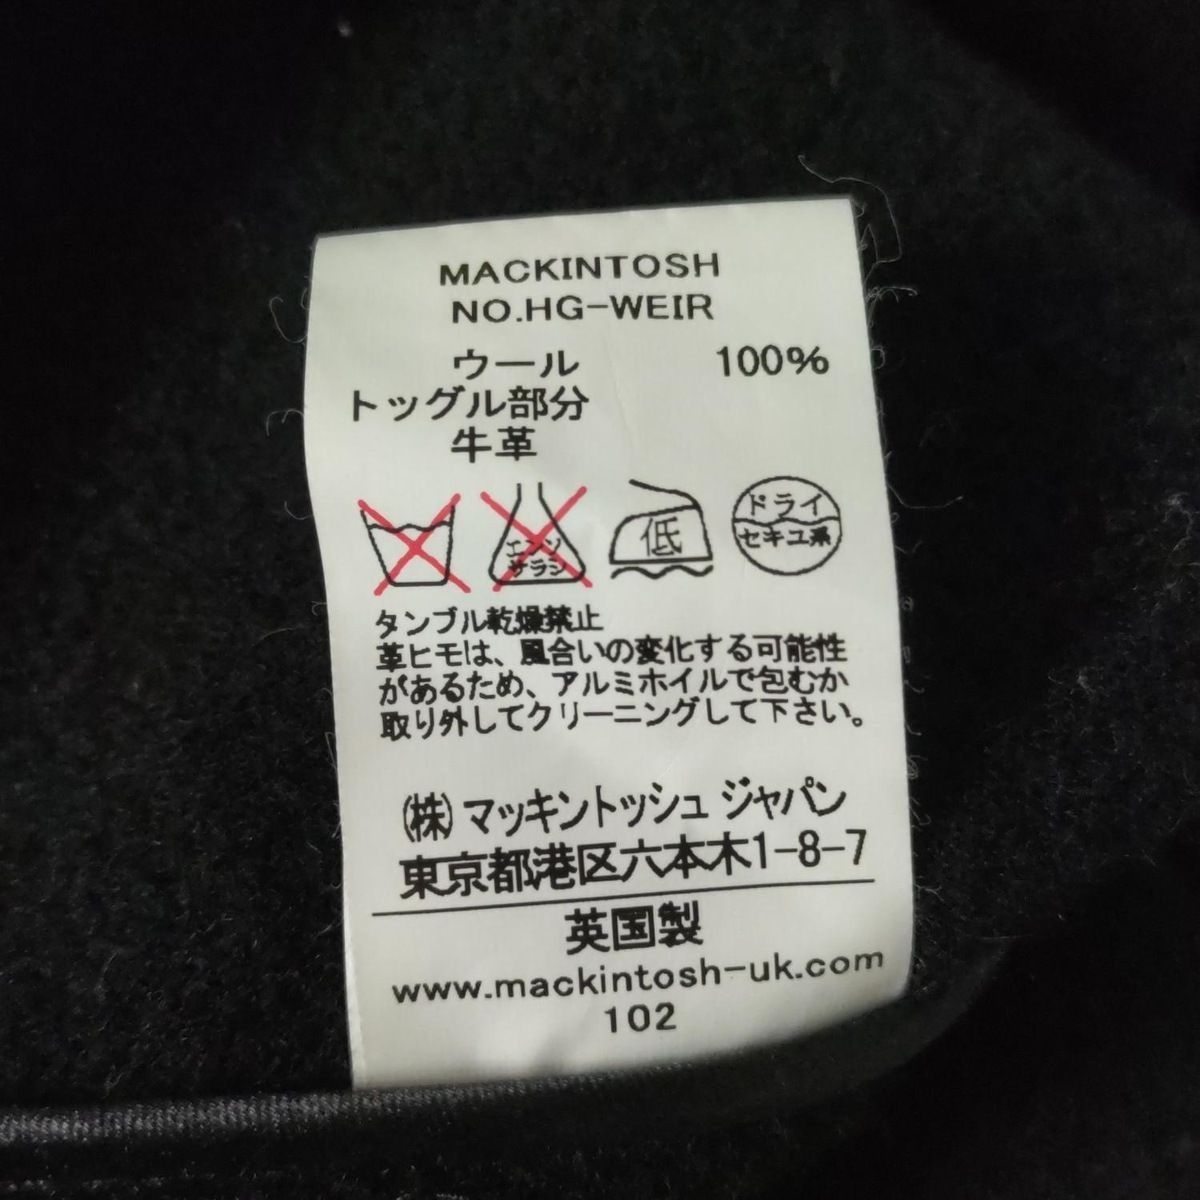 MACKINTOSH
NO.HG-WEIR
ウール 100%
トッグル部分
牛革
エンソ
サラシ
低
ドライ
セキユ系
タンブル乾燥禁止
革ヒモは、風合いの変化する可能性
があるため、アルミホイルで包むか
取り外してクリーニングして下さい。
(株)マッキントッシュ ジャパン
東京都港区六本木1-8-7
英国製
www.mackintosh-uk.com
102